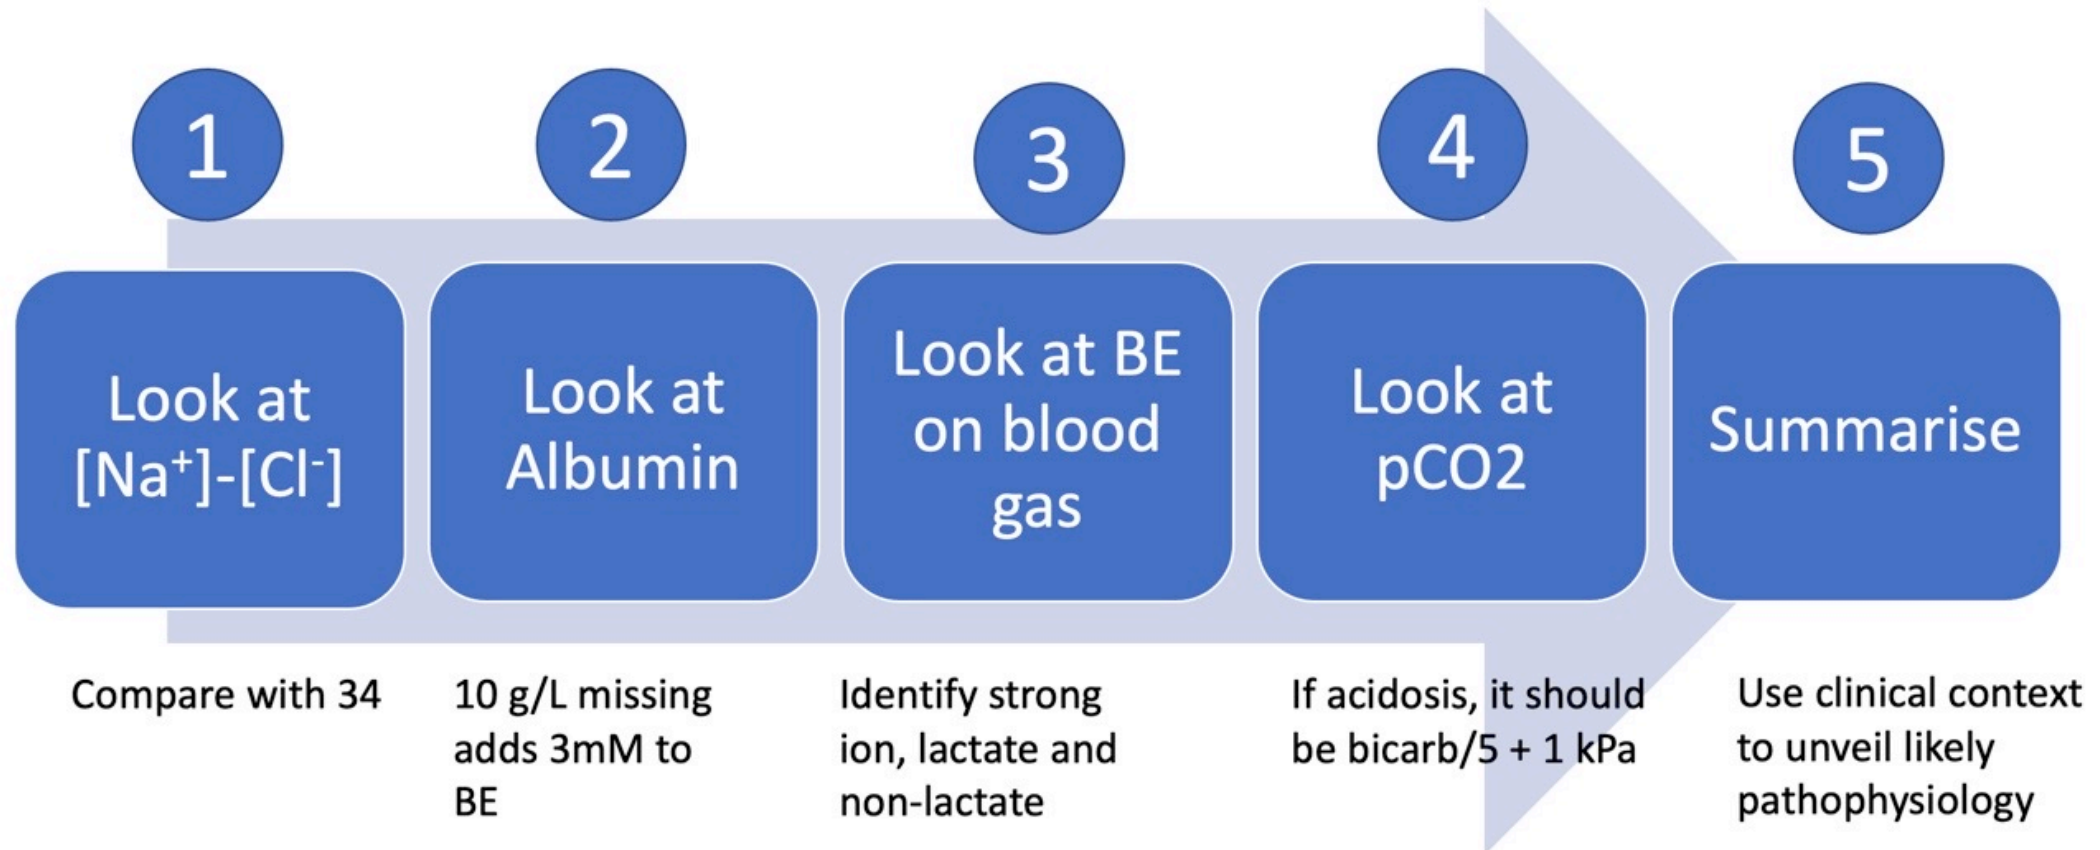 1
2
3
4
5
Look at
[Na⁺]-[Cl⁻]
Look at
Albumin
Look at BE
on blood
gas
Look at
pCO2
Summarise
Compare with 34
10 g/L missing
adds 3mM to
BE
Identify strong
ion, lactate and
non-lactate
If acidosis, it should
be bicarb/5 + 1 kPa
Use clinical context
to unveil likely
pathophysiology